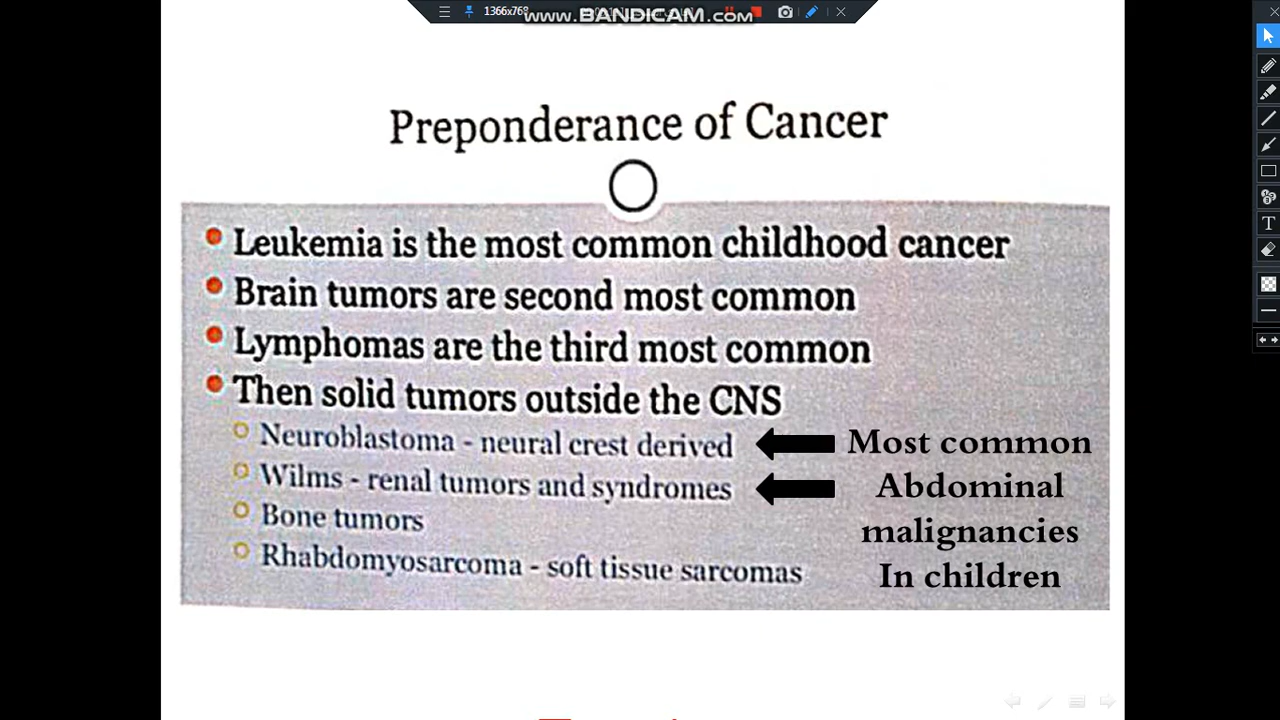 1366x768
www.BANDICAM.com
Preponderance of Cancer
Leukemia is the most common childhood cancer
Brain tumors are second most common
Lymphomas are the third most common
Then solid tumors outside the CNS
Neuroblastoma - neural crest derived
Wilms - renal tumors and syndromes
Bone tumors
Rhabdomyosarcoma - soft tissue sarcomas
Most common
Abdominal
malignancies
In children